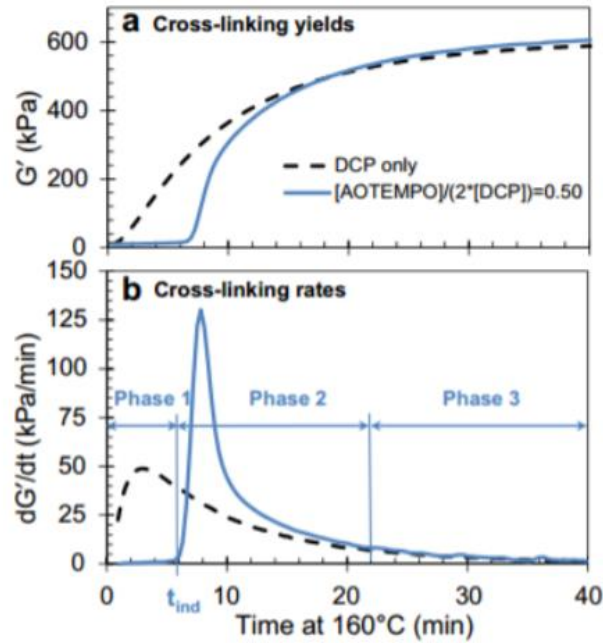 a Cross-linking yields
600
400
200
0
G′ (kPa)
DCP only
[AOTEMPO]/(2*[DCP])=0.50
b Cross-linking rates
150
125
100
75
50
25
0
dG′/dt (kPa/min)
Phase 1
Phase 2
Phase 3
0
10
20
30
40
tind
Time at 160°C (min)